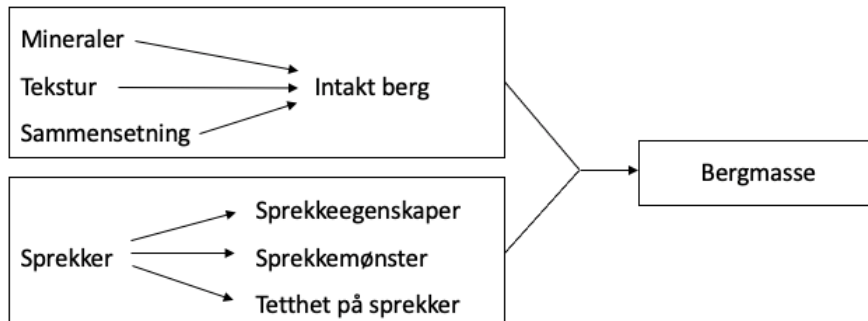 Mineraler
Tekstur
Intakt berg
Sammensetning
Bergmasse
Sprekkeegenskaper
Sprekker
Sprekkemønster
Tetthet på sprekker